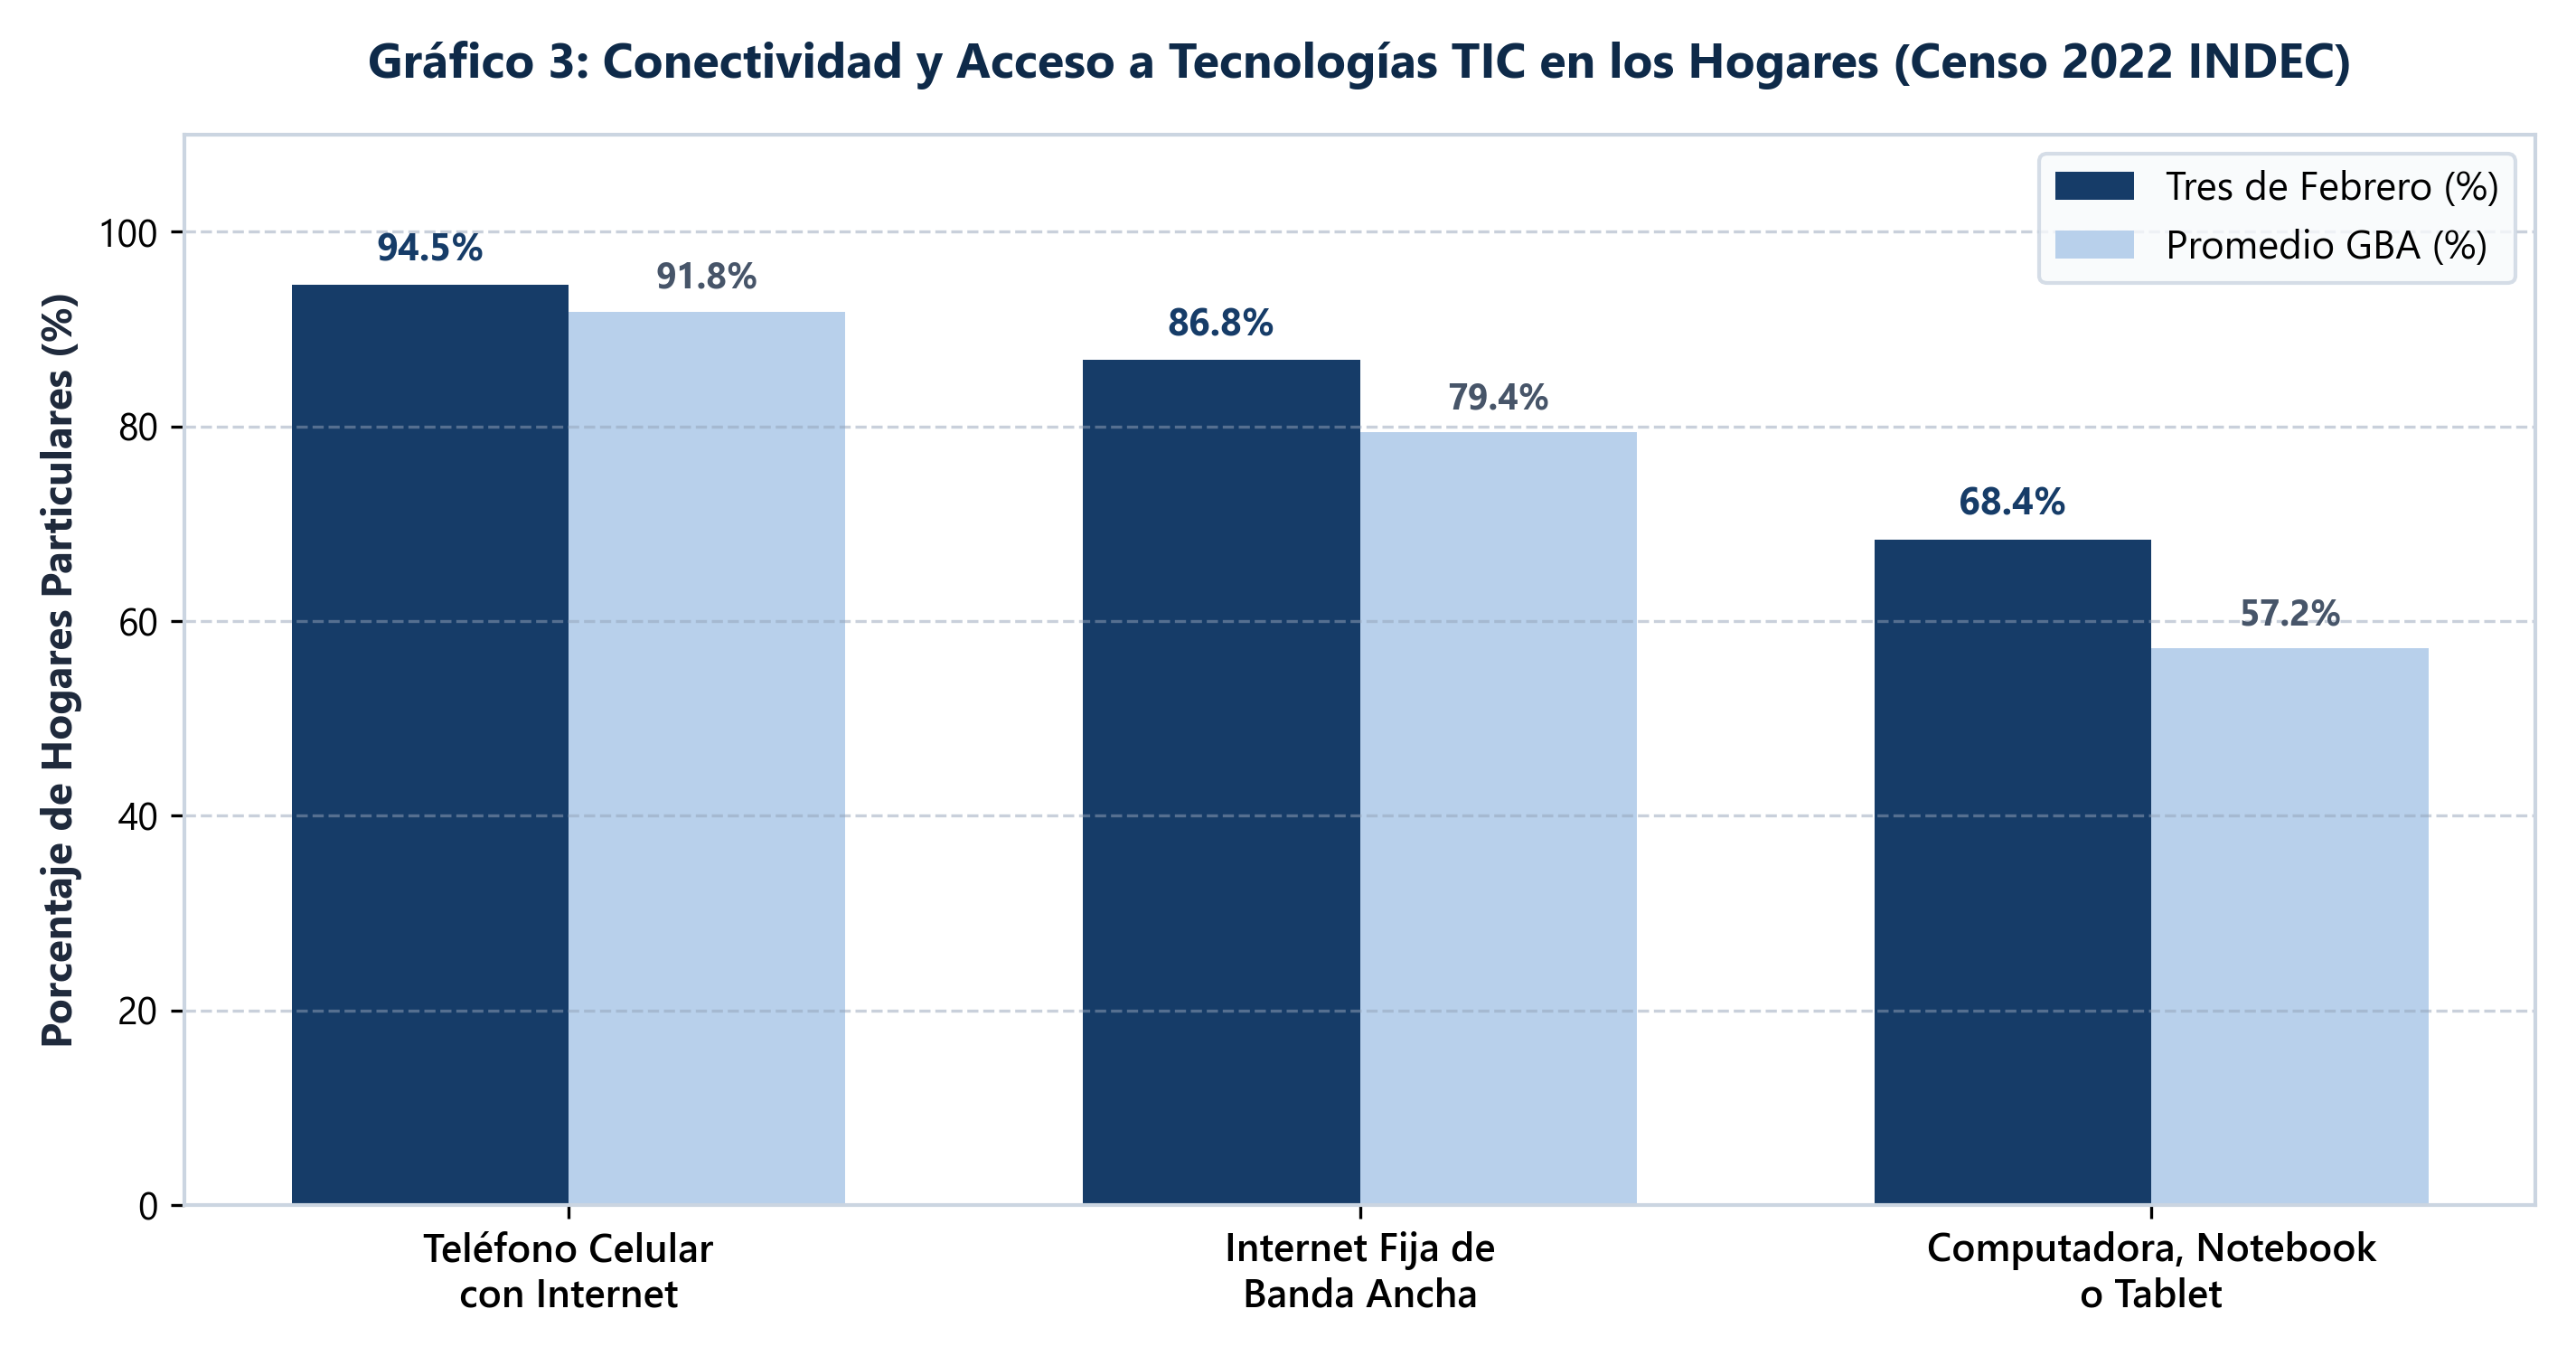 Gráfico 3: Conectividad y Acceso a Tecnologías TIC en los Hogares (Censo 2022 INDEC)
Tres de Febrero (%)
Promedio GBA (%)
Porcentaje de Hogares Particulares (%)
100
80
60
40
20
0
94.5%
91.8%
86.8%
79.4%
68.4%
57.2%
Teléfono Celular
con Internet
Internet Fija de
Banda Ancha
Computadora, Notebook
o Tablet